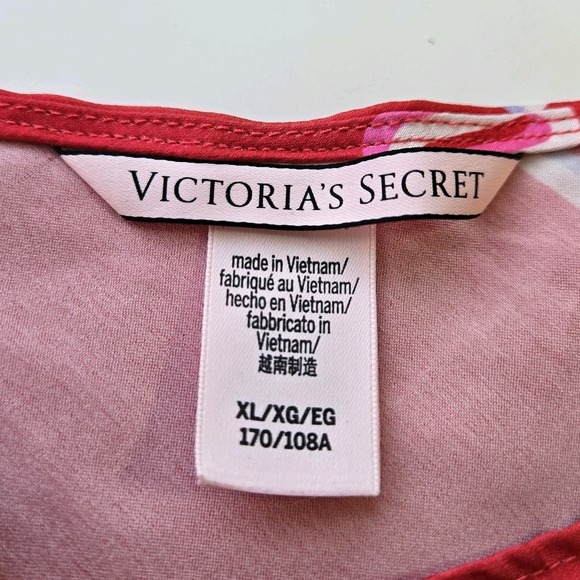 VICTORIA'S SECRET
made in Vietnam/
fabriqué au Vietnam/
hecho en Vietnam/
fabbricato in
Vietnam/
越南制造
XL/XG/EG
170/108A